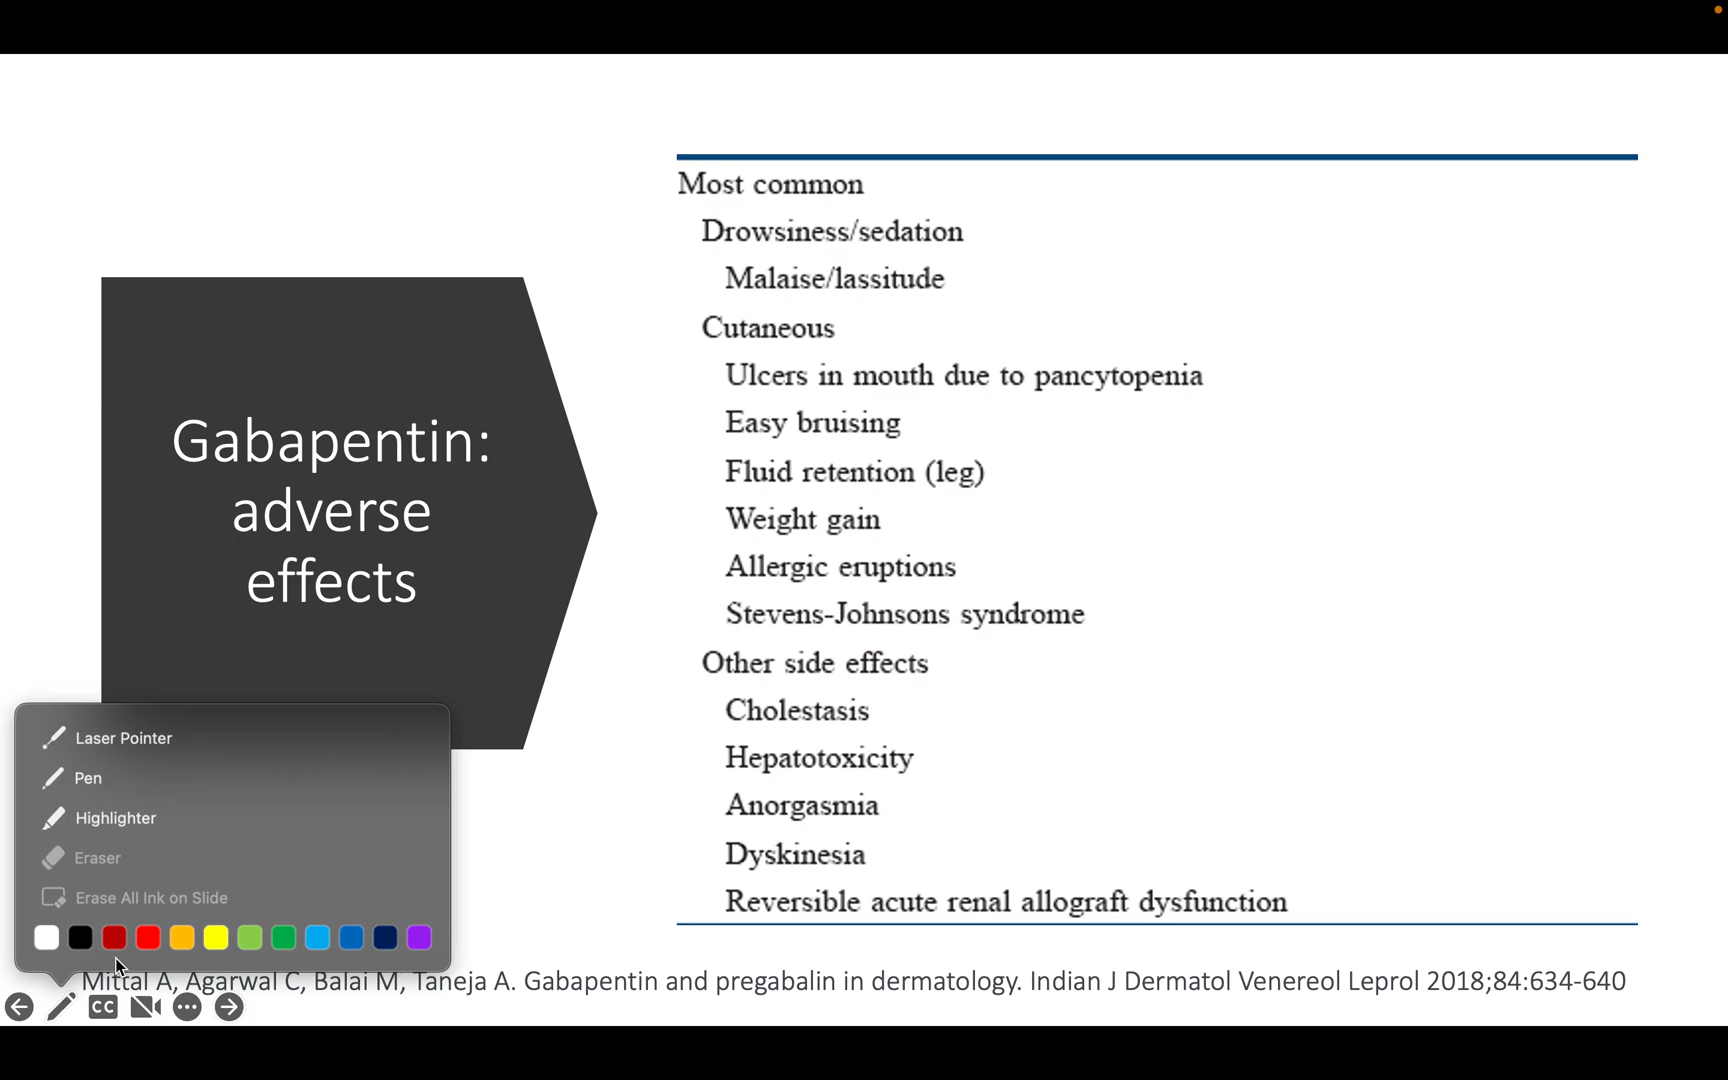 Gabapentin:
adverse
effects
Most common
Drowsiness/sedation
Malaise/lassitude
Cutaneous
Ulcers in mouth due to pancytopenia
Easy bruising
Fluid retention (leg)
Weight gain
Allergic eruptions
Stevens-Johnsons syndrome
Other side effects
Cholestasis
Hepatotoxicity
Anorgasmia
Dyskinesia
Reversible acute renal allograft dysfunction
Laser Pointer
Pen
Highlighter
Eraser
Erase All Ink on Slide
Mittal A, Agarwal C, Balai M, Taneja A. Gabapentin and pregabalin in dermatology. Indian J Dermatol Venereol Leprol 2018;84:634-640
CC